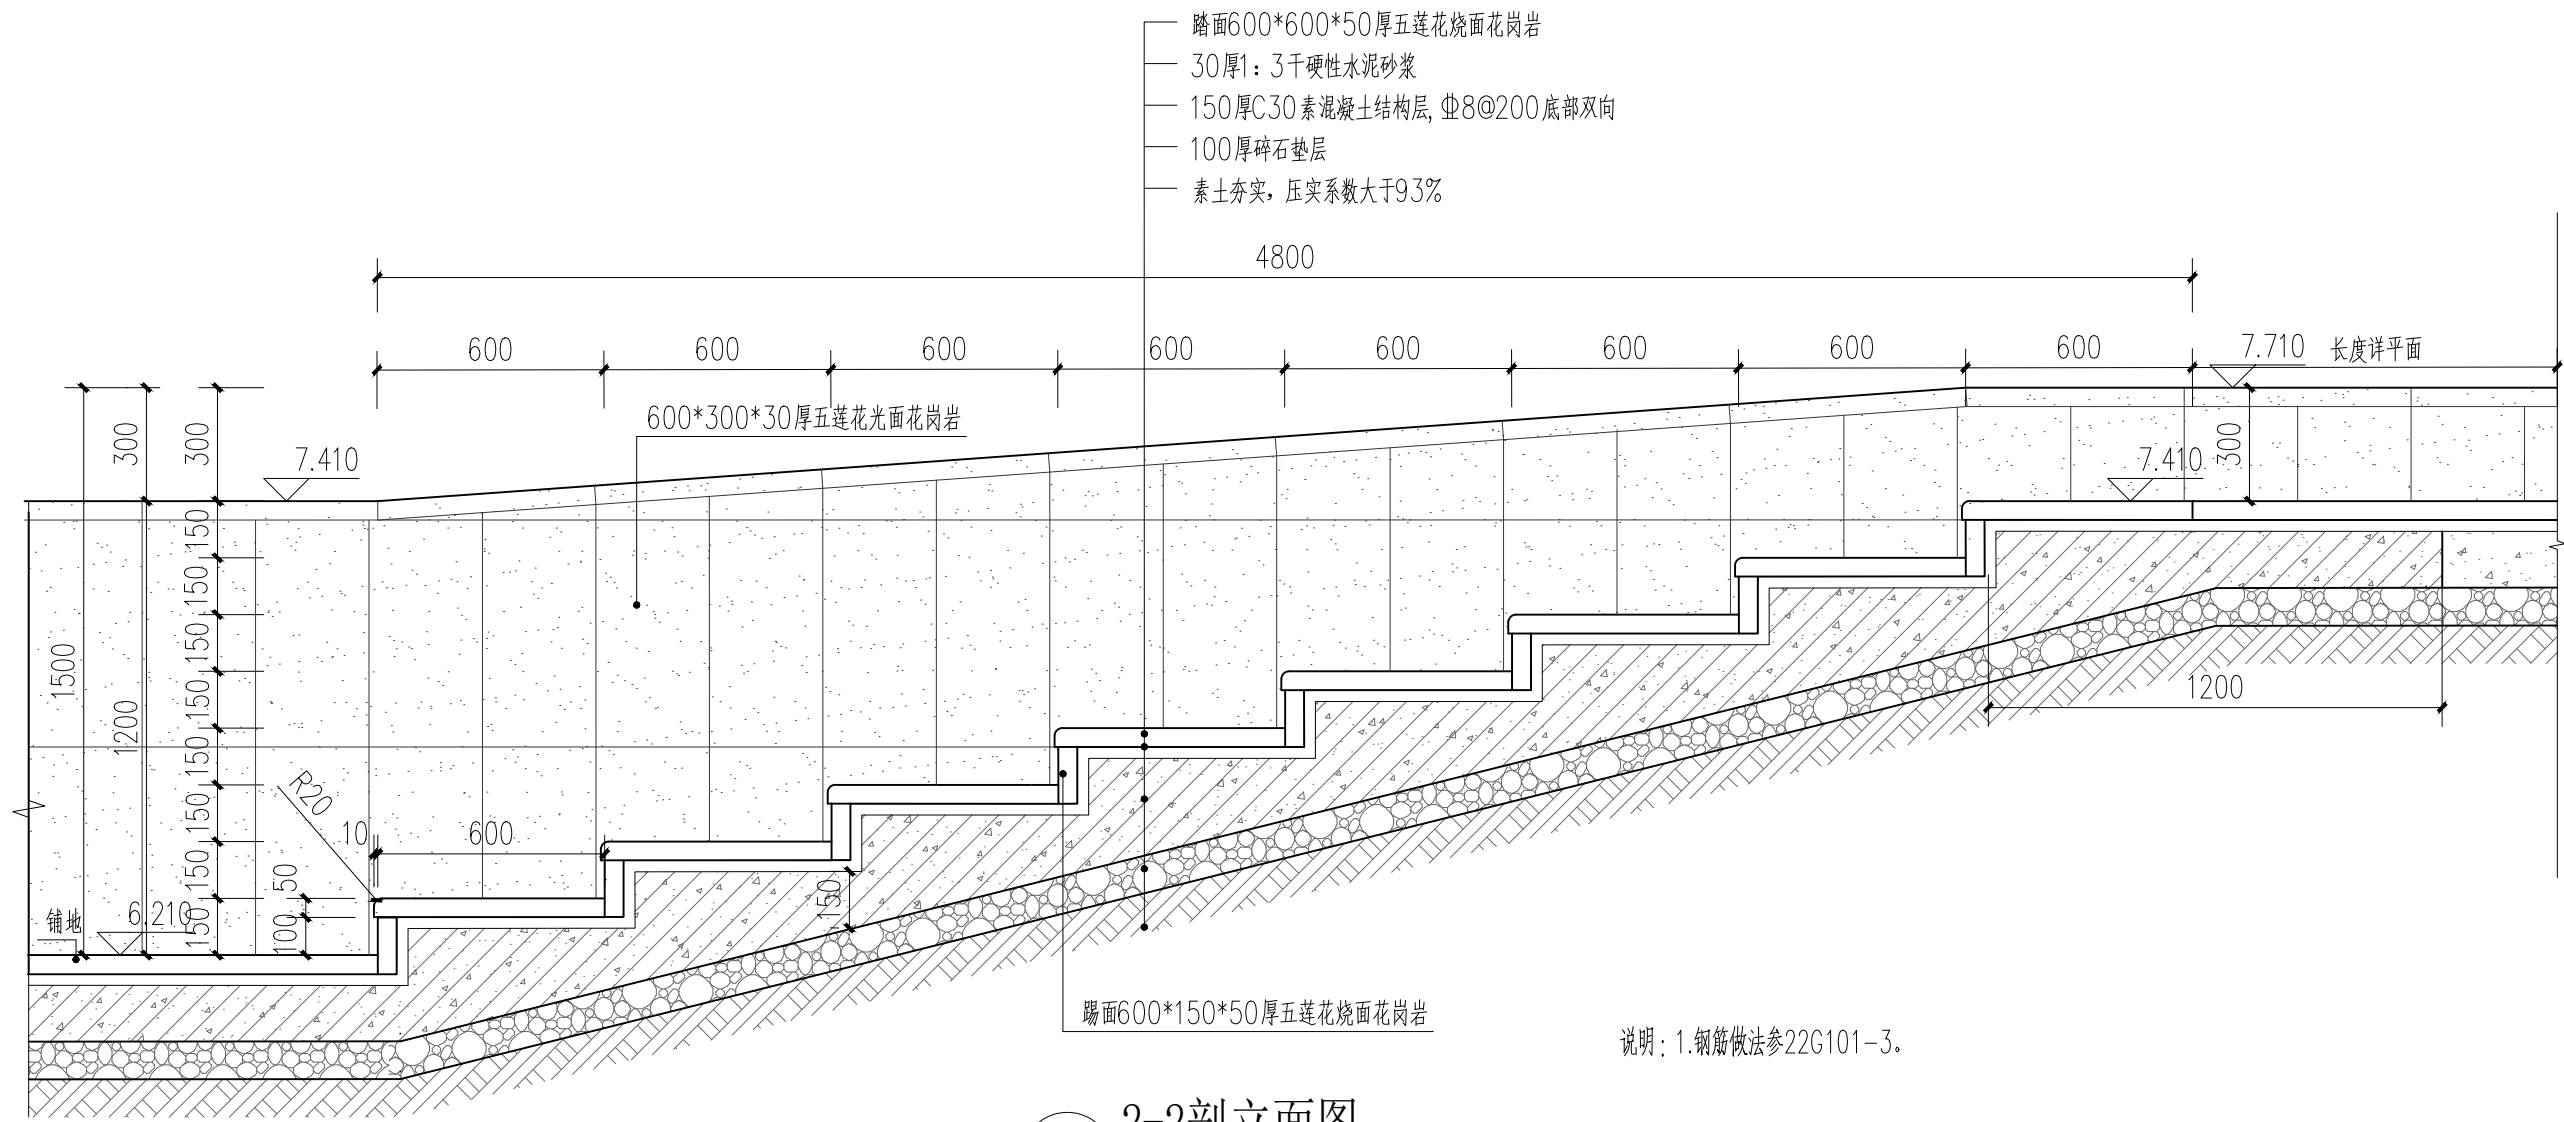 踏面600*600*50厚五莲花烧面花岗岩
30厚1：3干硬性水泥砂浆
150厚C30素混凝土结构层,⏀8@200底部双向
100厚碎石垫层
素土夯实，压实系数大于93%
4800
600 600 600 600 600 600 600 600
7.710 长度详平面
600*300*30厚五莲花光面花岗岩
300 300
7.410
7.410 300
150
150
150
150
150
150
150
150
1500
1200
R20
10 600
50
100
150
1200
铺地 6.210
踢面600*150*50厚五莲花烧面花岗岩
说明：1.钢筋做法参22G101-3。
2-2剖立面图